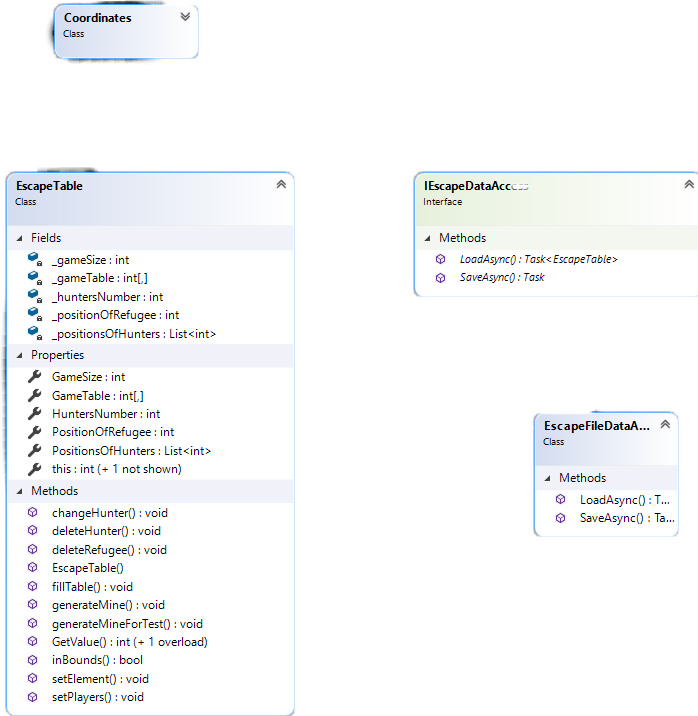 Coordinates
Class
EscapeTable
Class
Fields
_gameSize : int
_gameTable : int[,]
_huntersNumber : int
_positionOfRefugee : int
_positionsOfHunters : List<int>
Properties
GameSize : int
GameTable : int[,]
HuntersNumber : int
PositionOfRefugee : int
PositionsOfHunters : List<int>
this : int (+ 1 not shown)
Methods
changeHunter() : void
deleteHunter() : void
deleteRefugee() : void
EscapeTable()
fillTable() : void
generateMine() : void
generateMineForTest() : void
GetValue() : int (+ 1 overload)
inBounds() : bool
setElement() : void
setPlayers() : void
IEscapeDataAccess
Interface
Methods
LoadAsync() : Task<EscapeTable>
SaveAsync() : Task
EscapeFileDataA...
Class
Methods
LoadAsync() : T...
SaveAsync() : Ta...